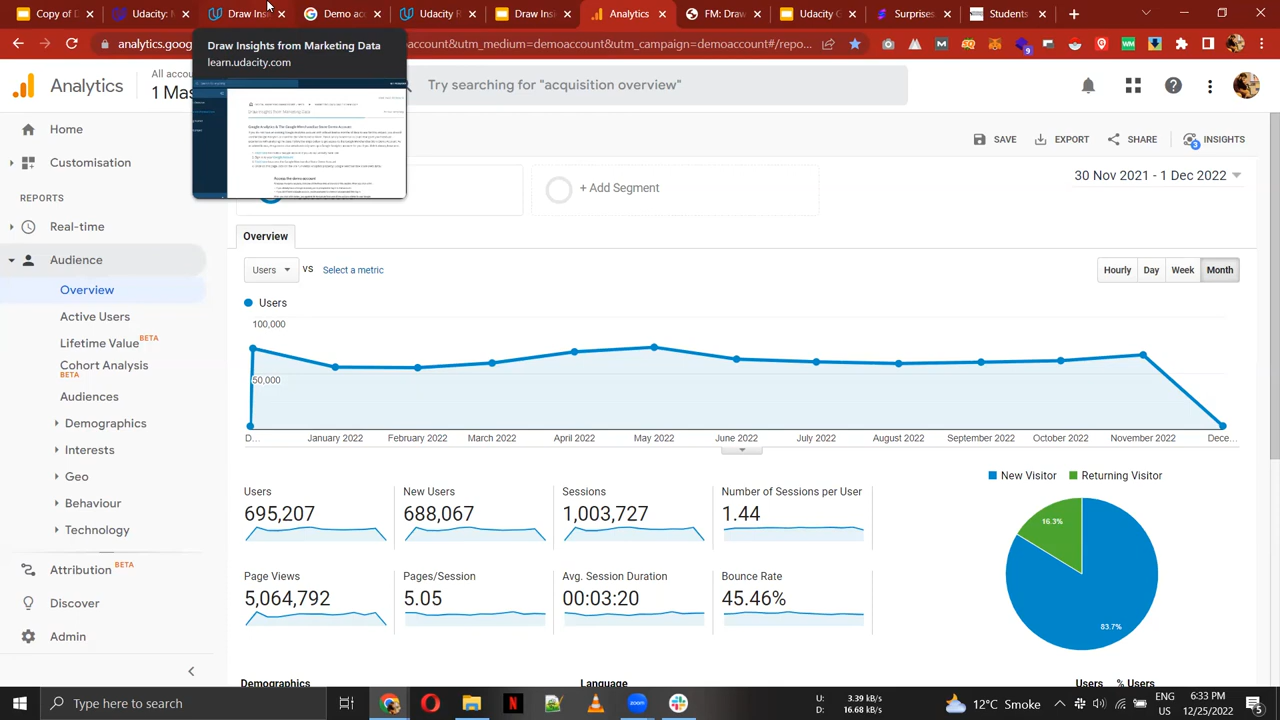 Copy o
Udacity: M
Draw Ins
Google Demo ac
Udacity R
Draw Ins
Analytics
FM: Draw
Udacity G
Surprises
Students
analytics.goog
account&utm_medium=demoaccount&utm_campaign=demoaccount#/repo...
Draw Insights from Marketing Data
learn.udacity.com
Analytics
All accou
1 Mas
Try searching for "acquisition overview"
Home
Customisation
REPORTS
Real-time
Audience
Overview
Active Users
Lifetime Value BETA
Cohort Analysis
BETA
Audiences
Demographics
Interests
Geo
Behaviour
Technology
Attribution BETA
Discover
Admin
INSIGHTS
3
+ Add Segment
30 Nov 2021 - 1 Dec 2022
Overview
Users
vs
Select a metric
Hourly
Day
Week
Month
Users
100,000
50,000
D...
January 2022
February 2022
March 2022
April 2022
May 2022
June 2022
July 2022
August 2022
September 2022
October 2022
November 2022
Dece...
New Visitor
Returning Visitor
Users
695,207
New Users
688,067
Sessions
1,003,727
Number of Sessions per User
1.44
Page Views
5,064,792
Pages/Session
5.05
Avg. Session Duration
00:03:20
Bounce Rate
45.46%
16.3%
83.7%
Demographics
Language
Users
% Users
Type here to search
U: 3.39 kB/s
D: 16.68 kB/s
12°C Smoke
ENG
US
6:33 PM
12/25/2022
5